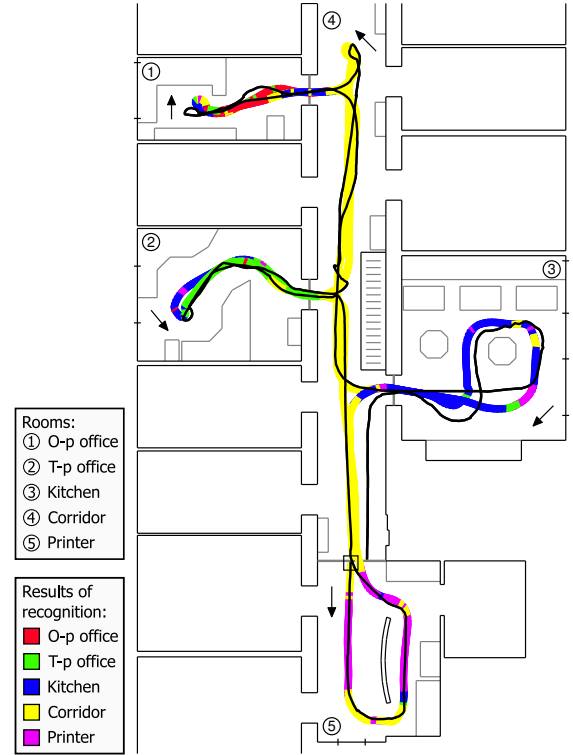 ④
①
②
③
Rooms:
① O-p office
② T-p office
③ Kitchen
④ Corridor
⑤ Printer
Results of
recognition:
O-p office
T-p office
Kitchen
Corridor
Printer
⑤